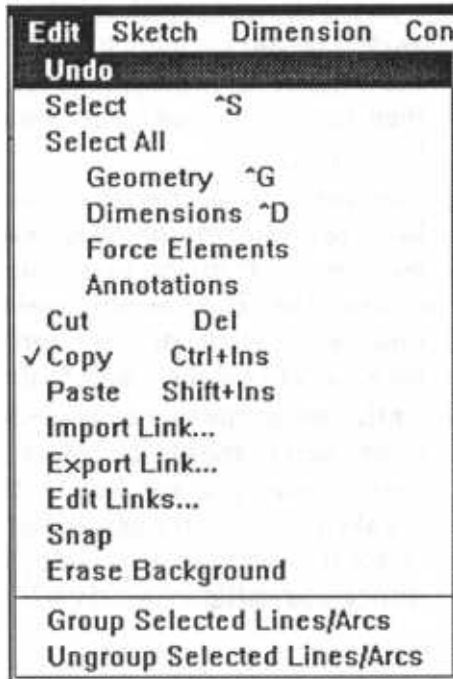 Edit Sketch Dimension Con
Undo
Select ^S
Select All
Geometry ^G
Dimensions ^D
Force Elements
Annotations
Cut Del
✓Copy Ctrl+Ins
Paste Shift+Ins
Import Link...
Export Link...
Edit Links...
Snap
Erase Background
Group Selected Lines/Arcs
Ungroup Selected Lines/Arcs